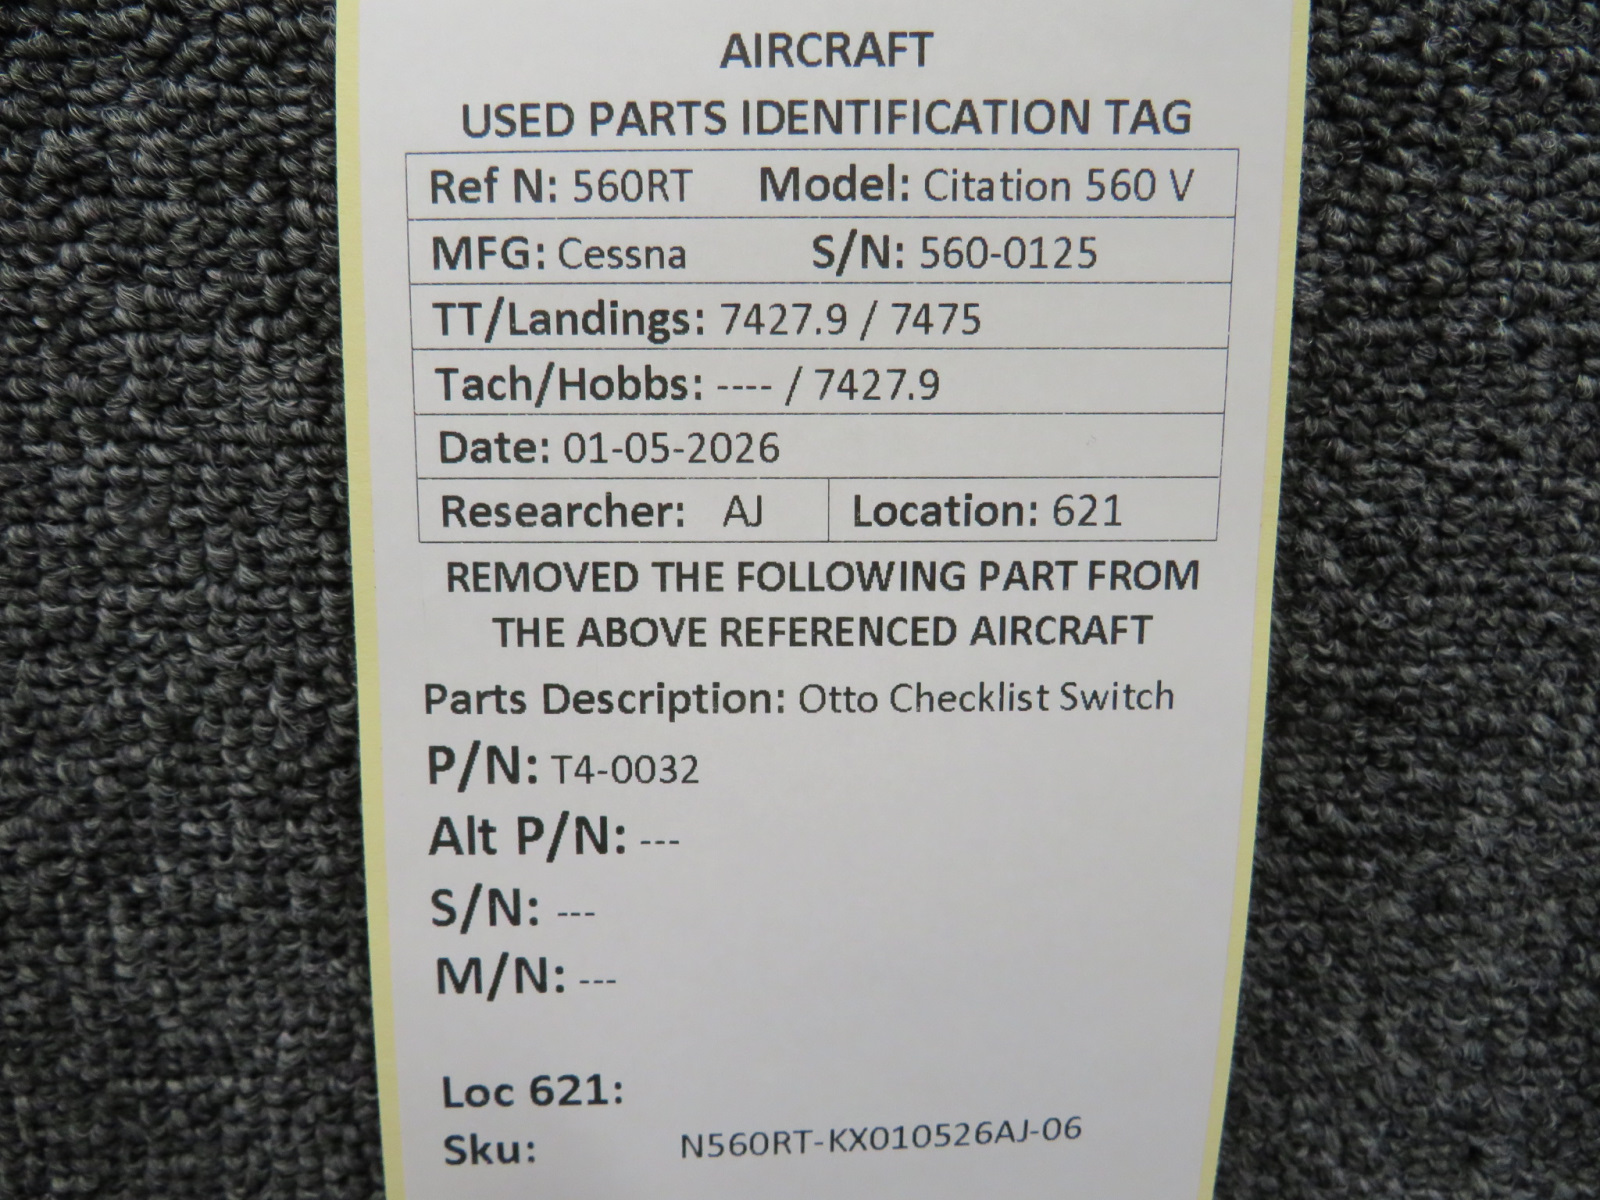 AIRCRAFT
USED PARTS IDENTIFICATION TAG
Ref N: 560RT Model: Citation 560 V
MFG: Cessna S/N: 560-0125
TT/Landings: 7427.9 / 7475
Tach/Hobbs: ---- / 7427.9
Date: 01-05-2026
Researcher: AJ Location: 621
REMOVED THE FOLLOWING PART FROM
THE ABOVE REFERENCED AIRCRAFT
Parts Description: Otto Checklist Switch
P/N: T4-0032
Alt P/N: ---
S/N: ---
M/N: ---
Loc 621:
Sku: N560RT-KX010526AJ-06